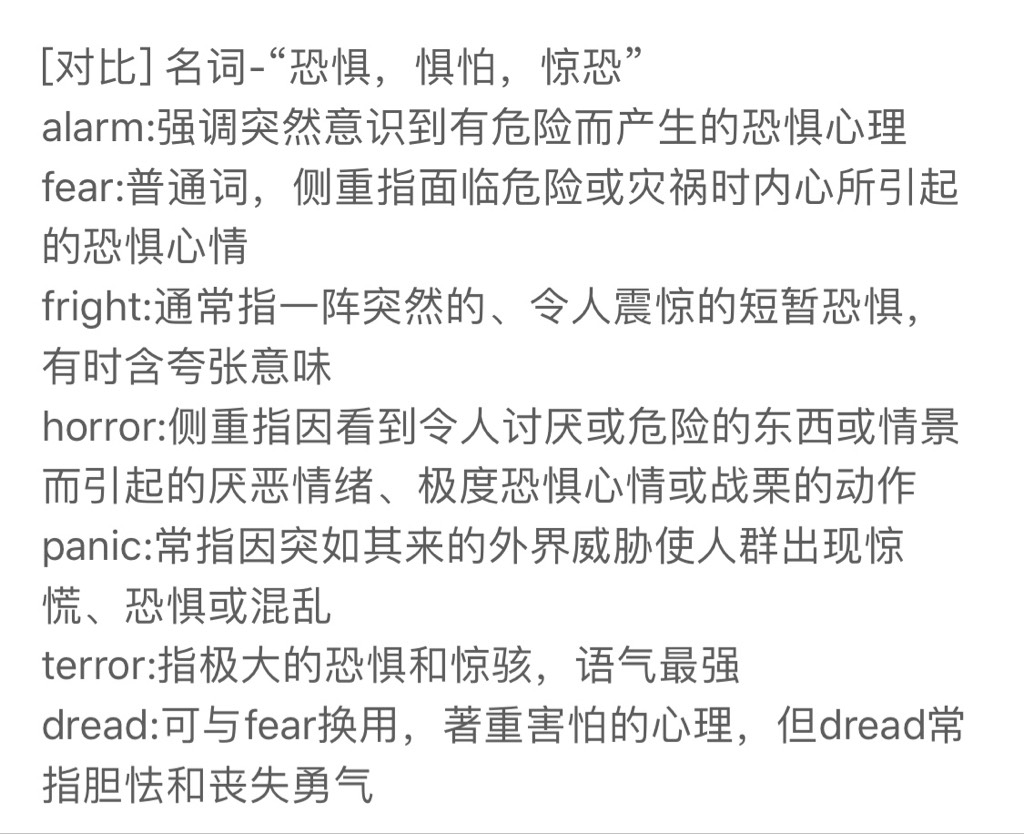 [对比] 名词-“恐惧，惧怕，惊恐”
alarm:强调突然意识到有危险而产生的恐惧心理
fear:普通词，侧重指面临危险或灾祸时内心所引起
的恐惧心情
fright:通常指一阵突然的、令人震惊的短暂恐惧，
有时含夸张意味
horror:侧重指因看到令人讨厌或危险的东西或情景
而引起的厌恶情绪、极度恐惧心情或战栗的动作
panic:常指因突如其来的外界威胁使人群出现惊
慌、恐惧或混乱
terror:指极大的恐惧和惊骇，语气最强
dread:可与fear换用，著重害怕的心理，但dread常
指胆怯和丧失勇气